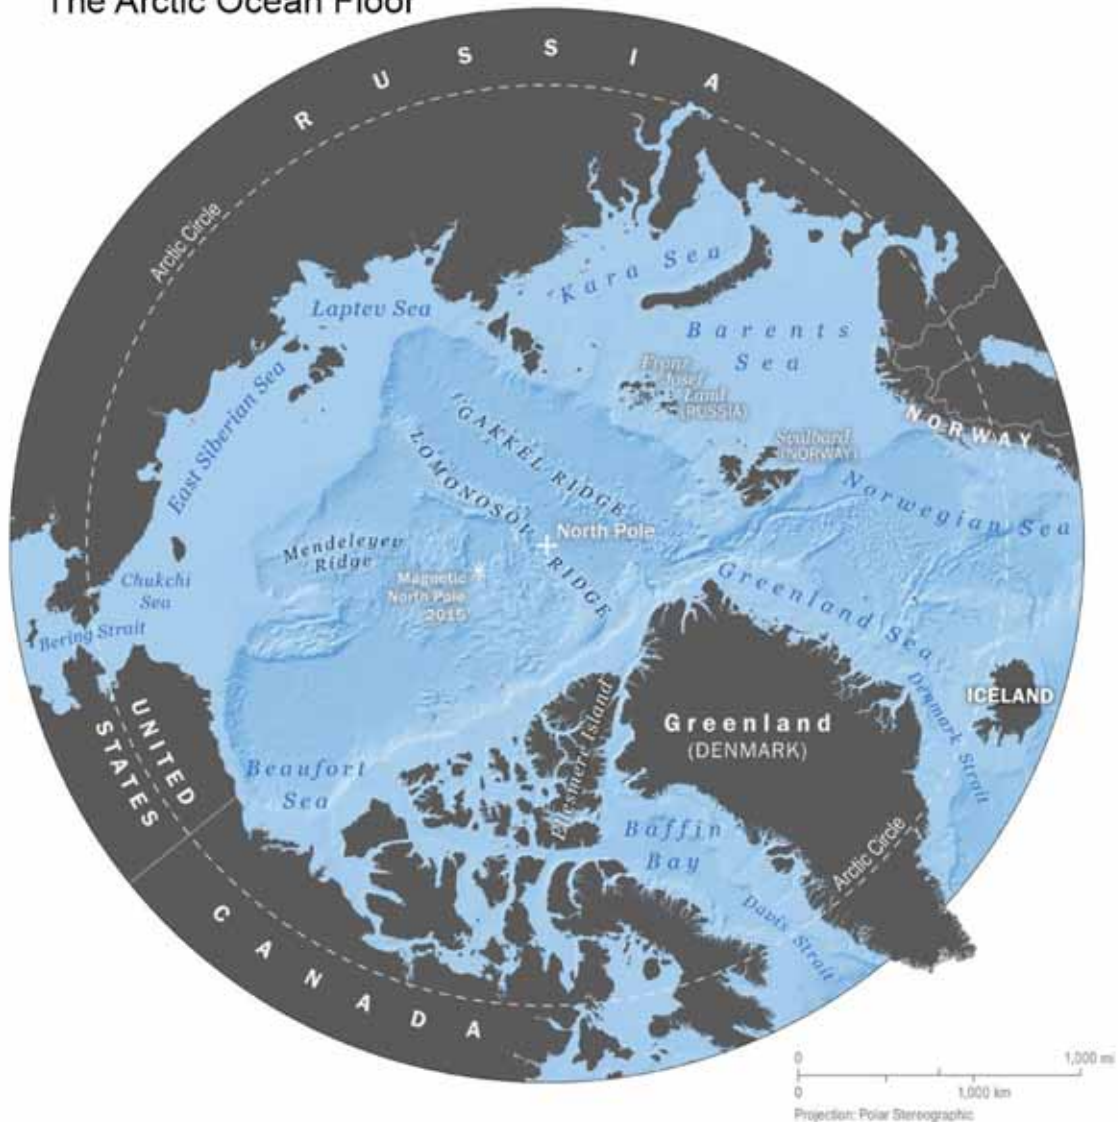 The Arctic Ocean Floor
RUSSIA
Arctic Circle
Kara Sea
Laptev Sea
Barents
Sea
Franz
Josef
Land
(RUSSIA)
East Siberian Sea
GAKKEL RIDGE
NORWAY
Svalbard
(NORWAY)
ZOMONOSOV RIDGE
Norwegian Sea
North Pole
Mendeleyev
Ridge
Magnetic
North Pole
2015
Chukchi
Sea
Greenland Sea
Bering Strait
ICELAND
Denmark Strait
Greenland
(DENMARK)
Ellesmere Island
UNITED
STATES
Beaufort
Sea
Baffin
Bay
Arctic Circle
Davis Strait
CANADA
0
1,000 mi
0
1,000 km
Projection: Polar Stereographic